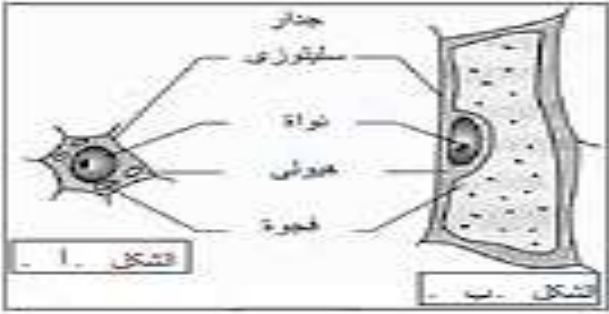 جدار
سليلوزي
نواة
هيولى
فجوة
الشكل . أ .
الشكل . ب .